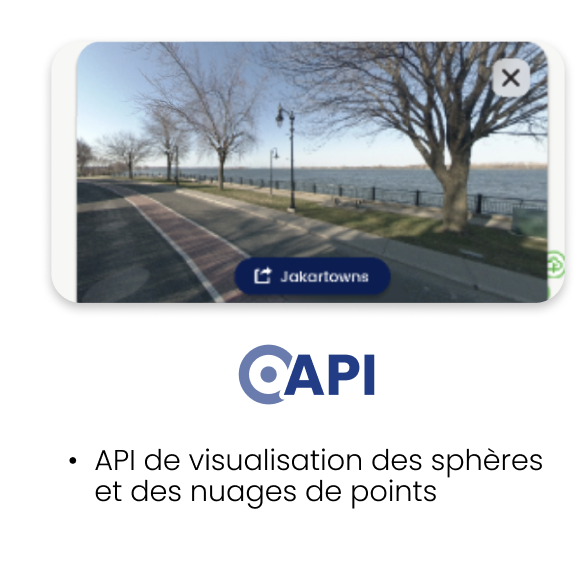 Jakartowns
API
• API de visualisation des sphères
et des nuages de points